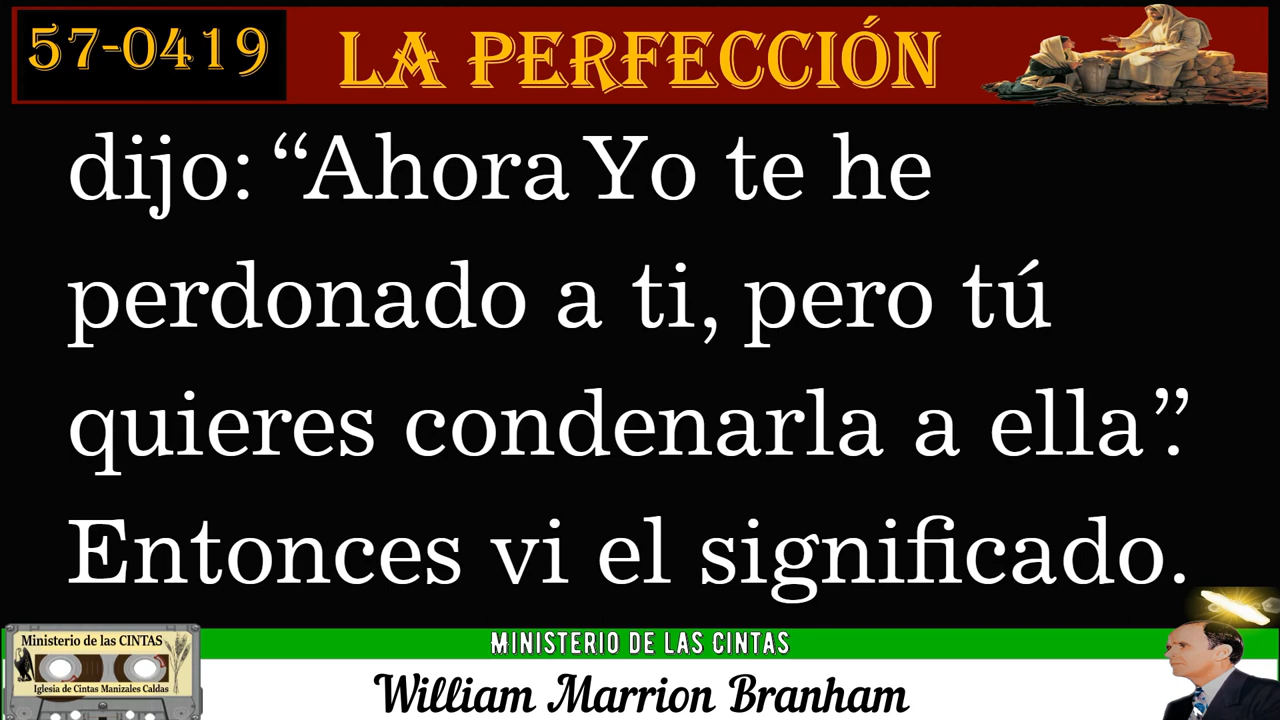 57-0419
LA PERFECCIÓN
dijo: “Ahora Yo te he
perdonado a ti, pero tú
quieres condenarla a ella”.
Entonces vi el significado.
MINISTERIO DE LAS CINTAS
Ministerio de las CINTAS
Iglesia de Cintas Manizales Caldas
William Marrion Branham